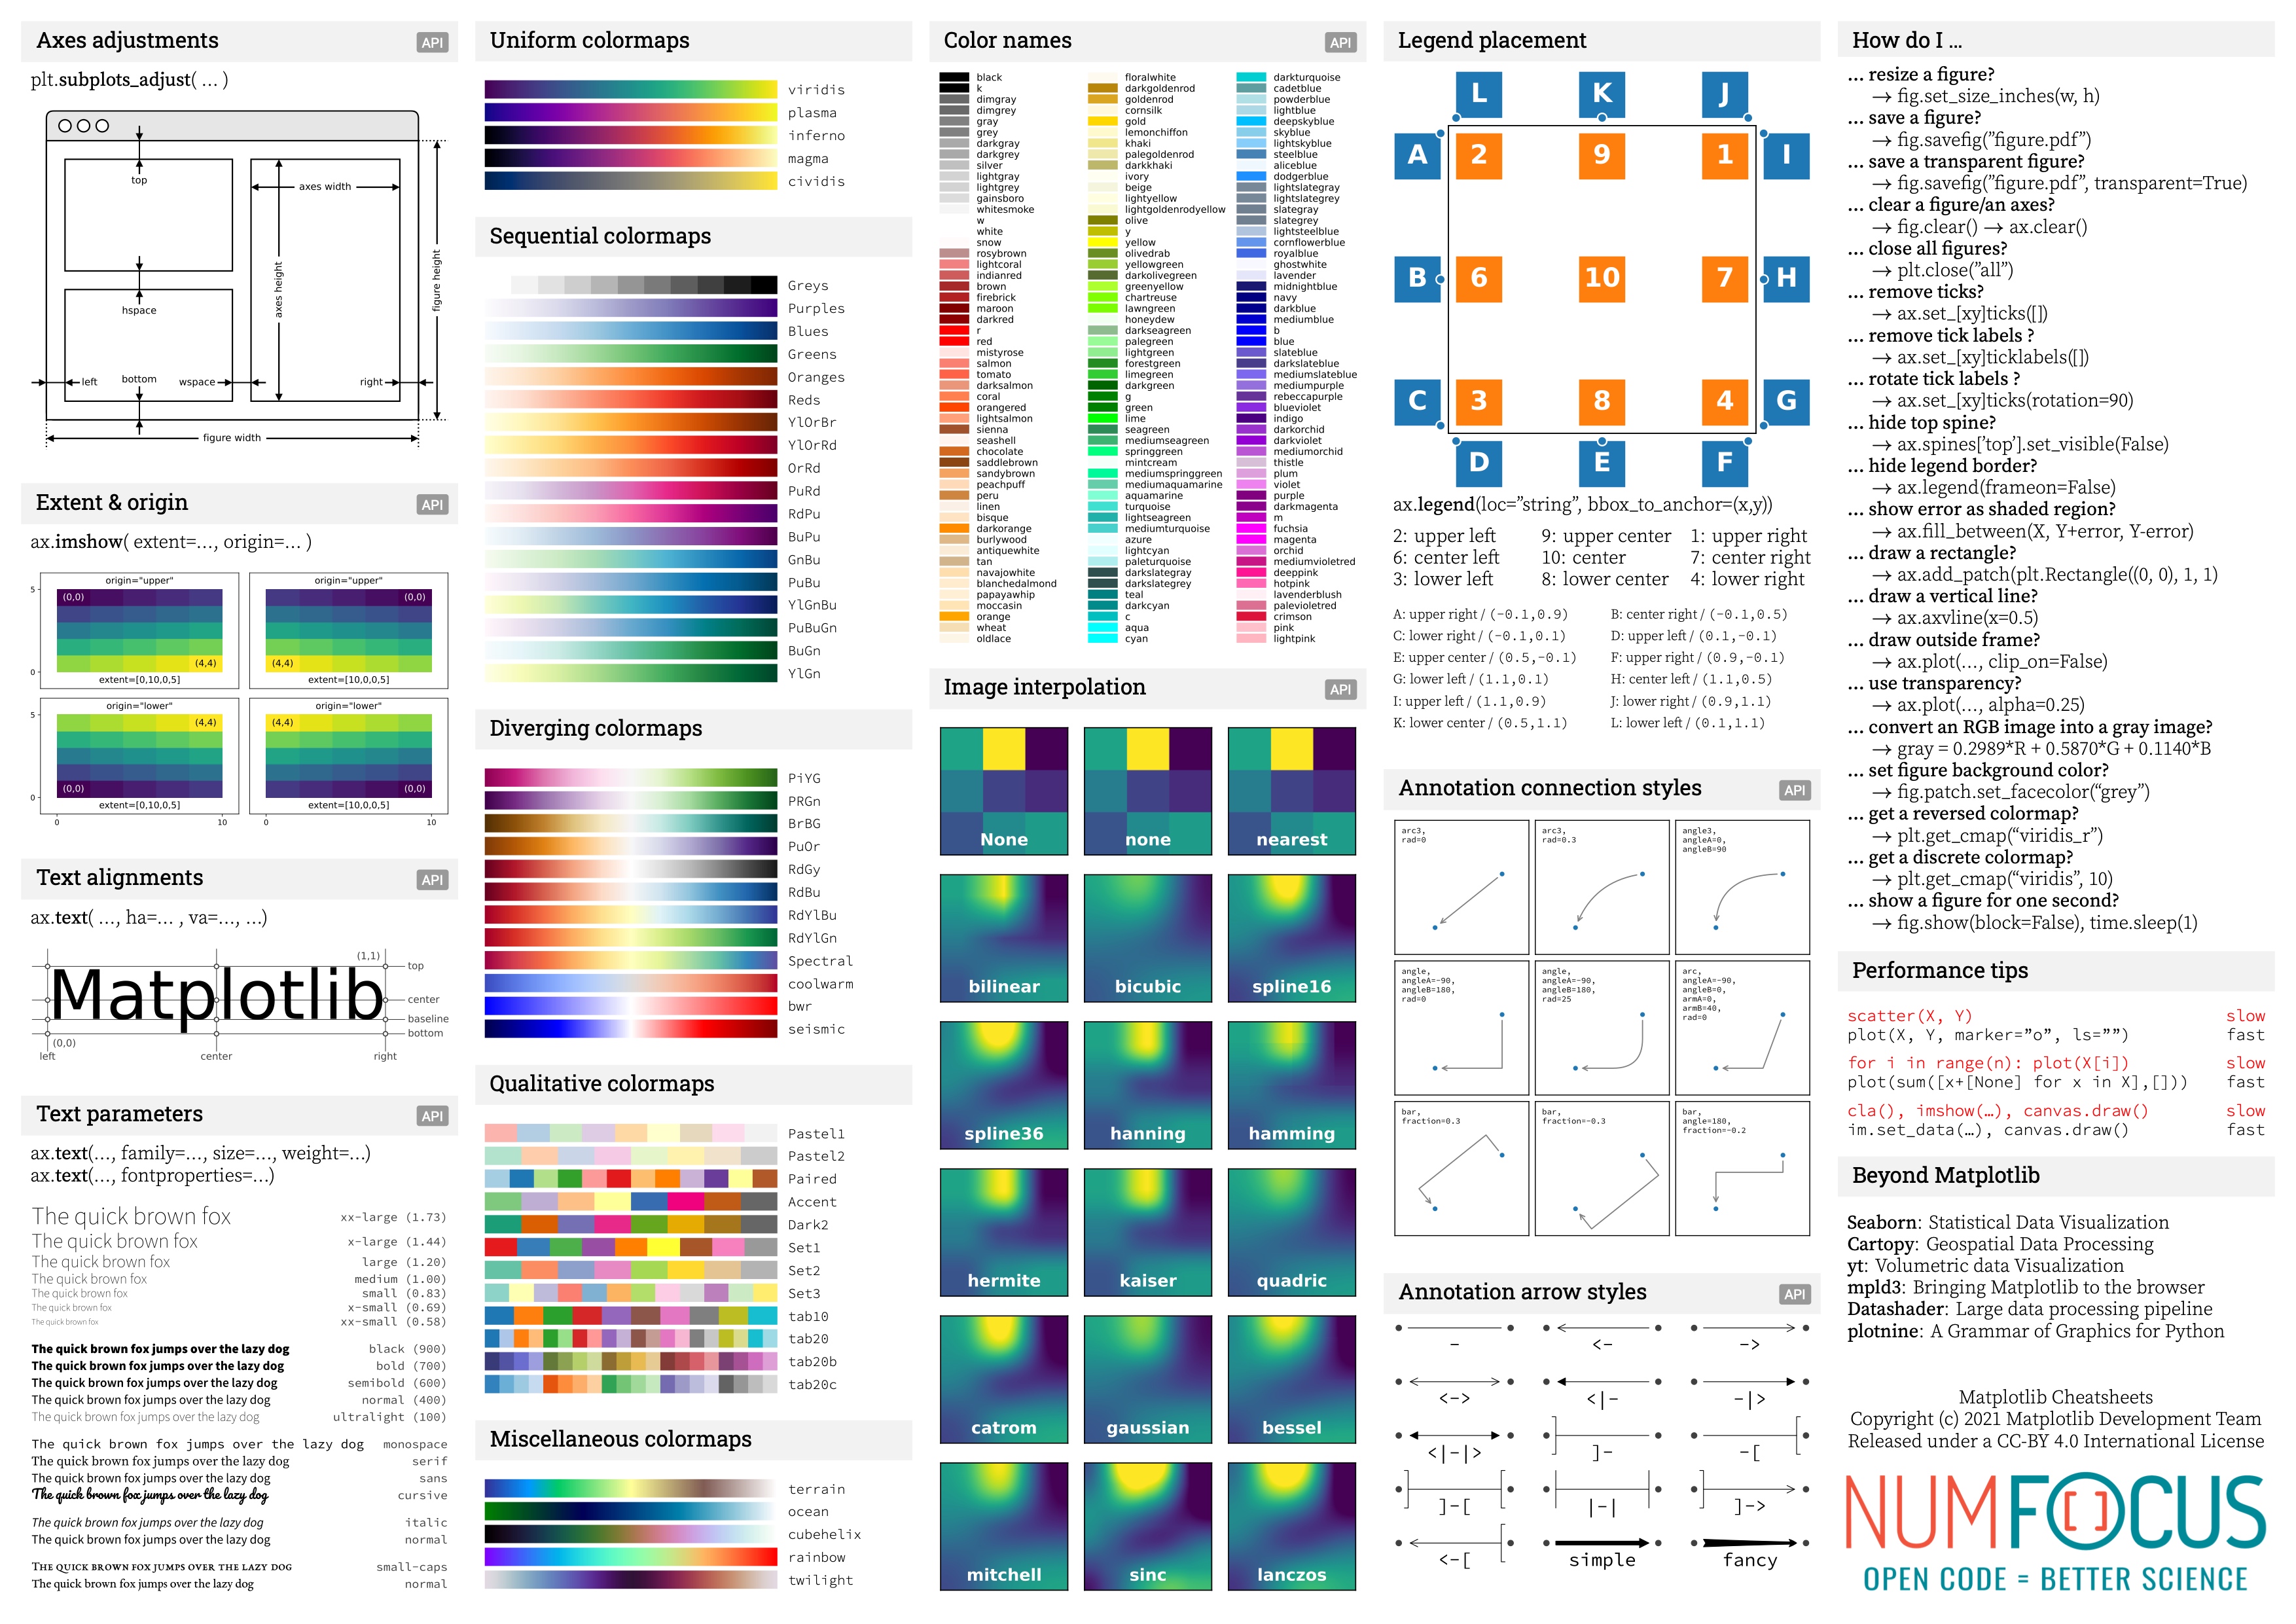 Axes adjustments
API
plt.subplots_adjust( … )
top
axes width
figure height
axes height
hspace
left
bottom
wspace
right
figure width
Extent & origin
API
ax.imshow( extent=…, origin=… )
origin="upper"
origin="upper"
5
(0,0)
(0,0)
(4,4)
(4,4)
0
extent=[0,10,0,5]
extent=[10,0,0,5]
origin="lower"
origin="lower"
5
(4,4)
(4,4)
(0,0)
(0,0)
0
extent=[0,10,0,5]
extent=[10,0,0,5]
0
10
0
10
Text alignments
API
ax.text( …, ha=… , va=…, …)
(1,1)
top
Matplotlib
center
baseline
bottom
(0,0)
left
center
right
Text parameters
API
ax.text(…, family=…, size=…, weight=…)
ax.text(…, fontproperties=…)
The quick brown fox xx-large (1.73)
The quick brown fox x-large (1.44)
The quick brown fox large (1.20)
The quick brown fox medium (1.00)
The quick brown fox small (0.83)
The quick brown fox x-small (0.69)
The quick brown fox xx-small (0.58)
The quick brown fox jumps over the lazy dog black (900)
The quick brown fox jumps over the lazy dog bold (700)
The quick brown fox jumps over the lazy dog semibold (600)
The quick brown fox jumps over the lazy dog normal (400)
The quick brown fox jumps over the lazy dog ultralight (100)
The quick brown fox jumps over the lazy dog monospace
The quick brown fox jumps over the lazy dog serif
The quick brown fox jumps over the lazy dog sans
The quick brown fox jumps over the lazy dog cursive
The quick brown fox jumps over the lazy dog italic
The quick brown fox jumps over the lazy dog normal
The quick brown fox jumps over the lazy dog small-caps
The quick brown fox jumps over the lazy dog normal
Uniform colormaps
viridis
plasma
inferno
magma
cividis
Sequential colormaps
Greys
Purples
Blues
Greens
Oranges
Reds
YlOrBr
YlOrRd
OrRd
PuRd
RdPu
BuPu
GnBu
PuBu
YlGnBu
PuBuGn
BuGn
YlGn
Diverging colormaps
PiYG
PRGn
BrBG
PuOr
RdGy
RdBu
RdYlBu
RdYlGn
Spectral
coolwarm
bwr
seismic
Qualitative colormaps
Pastel1
Pastel2
Paired
Accent
Dark2
Set1
Set2
Set3
tab10
tab20
tab20b
tab20c
Miscellaneous colormaps
terrain
ocean
cubehelix
rainbow
twilight
Color names
API
black
k
dimgray
dimgrey
gray
grey
darkgray
darkgrey
silver
lightgray
lightgrey
gainsboro
whitesmoke
w
white
snow
rosybrown
lightcoral
indianred
brown
firebrick
maroon
darkred
r
red
mistyrose
salmon
tomato
darksalmon
coral
orangered
lightsalmon
sienna
seashell
chocolate
saddlebrown
sandybrown
peachpuff
peru
linen
bisque
darkorange
burlywood
antiquewhite
tan
navajowhite
blanchedalmond
papayawhip
moccasin
orange
wheat
oldlace
floralwhite
darkgoldenrod
goldenrod
cornsilk
gold
lemonchiffon
khaki
palegoldenrod
darkkhaki
ivory
beige
lightyellow
lightgoldenrodyellow
olive
y
yellow
olivedrab
yellowgreen
darkolivegreen
greenyellow
chartreuse
lawngreen
honeydew
darkseagreen
palegreen
lightgreen
forestgreen
limegreen
darkgreen
g
green
lime
seagreen
mediumseagreen
springgreen
mintcream
mediumspringgreen
mediumaquamarine
aquamarine
turquoise
lightseagreen
mediumturquoise
azure
lightcyan
paleturquoise
darkslategray
darkslategrey
teal
darkcyan
c
aqua
cyan
darkturquoise
cadetblue
powderblue
lightblue
deepskyblue
skyblue
lightskyblue
steelblue
aliceblue
dodgerblue
lightslategray
lightslategrey
slategray
slategrey
lightsteelblue
cornflowerblue
royalblue
ghostwhite
lavender
midnightblue
navy
darkblue
mediumblue
b
blue
slateblue
darkslateblue
mediumslateblue
mediumpurple
rebeccapurple
blueviolet
indigo
darkorchid
darkviolet
mediumorchid
thistle
plum
violet
purple
darkmagenta
m
fuchsia
magenta
orchid
mediumvioletred
deeppink
hotpink
lavenderblush
palevioletred
crimson
pink
lightpink
Image interpolation
API
None none nearest
bilinear bicubic spline16
spline36 hanning hamming
hermite kaiser quadric
catrom gaussian bessel
mitchell sinc lanczos
Legend placement
L K J
A 2 9 1 I
B 6 10 7 H
C 3 8 4 G
D E F
ax.legend(loc=”string”, bbox_to_anchor=(x,y))
2: upper left 9: upper center 1: upper right
6: center left 10: center 7: center right
3: lower left 8: lower center 4: lower right
A: upper right / (-0.1,0.9) B: center right / (-0.1,0.5)
C: lower right / (-0.1,0.1) D: upper left / (0.1,-0.1)
E: upper center / (0.5,-0.1) F: upper right / (0.9,-0.1)
G: lower left / (1.1,0.1) H: center left / (1.1,0.5)
I: upper left / (1.1,0.9) J: lower right / (0.9,1.1)
K: lower center / (0.5,1.1) L: lower left / (0.1,1.1)
Annotation connection styles
API
arc3,
rad=0
arc3,
rad=0.3
angle3,
angleA=0,
angleB=90
angle,
angleA=-90,
angleB=180,
rad=0
angle,
angleA=-90,
angleB=180,
rad=25
arc,
angleA=-90,
angleB=0,
armA=0,
armB=40,
rad=0
bar,
fraction=0.3
bar,
fraction=-0.3
bar,
angle=180,
fraction=-0.2
Annotation arrow styles
API
- <- ->
<-> <|- -|>
<|-|> ]- -[
]-[ |-| ]->
<-[ simple fancy
How do I …
… resize a figure?
→ fig.set_size_inches(w, h)
… save a figure?
→ fig.savefig(”figure.pdf”)
… save a transparent figure?
→ fig.savefig(”figure.pdf”, transparent=True)
… clear a figure/an axes?
→ fig.clear() → ax.clear()
… close all figures?
→ plt.close(”all”)
… remove ticks?
→ ax.set_[xy]ticks([])
… remove tick labels ?
→ ax.set_[xy]ticklabels([])
… rotate tick labels ?
→ ax.set_[xy]ticks(rotation=90)
… hide top spine?
→ ax.spines[’top’].set_visible(False)
… hide legend border?
→ ax.legend(frameon=False)
… show error as shaded region?
→ ax.fill_between(X, Y+error, Y-error)
… draw a rectangle?
→ ax.add_patch(plt.Rectangle((0, 0), 1, 1)
… draw a vertical line?
→ ax.axvline(x=0.5)
… draw outside frame?
→ ax.plot(…, clip_on=False)
… use transparency?
→ ax.plot(…, alpha=0.25)
… convert an RGB image into a gray image?
→ gray = 0.2989*R + 0.5870*G + 0.1140*B
… set figure background color?
→ fig.patch.set_facecolor(“grey”)
… get a reversed colormap?
→ plt.get_cmap(“viridis_r”)
… get a discrete colormap?
→ plt.get_cmap(“viridis”, 10)
… show a figure for one second?
→ fig.show(block=False), time.sleep(1)
Performance tips
scatter(X, Y) slow
plot(X, Y, marker=”o”, ls=””) fast
for i in range(n): plot(X[i]) slow
plot(sum([x+[None] for x in X],[])) fast
cla(), imshow(…), canvas.draw() slow
im.set_data(…), canvas.draw() fast
Beyond Matplotlib
Seaborn: Statistical Data Visualization
Cartopy: Geospatial Data Processing
yt: Volumetric data Visualization
mpld3: Bringing Matplotlib to the browser
Datashader: Large data processing pipeline
plotnine: A Grammar of Graphics for Python
Matplotlib Cheatsheets
Copyright (c) 2021 Matplotlib Development Team
Released under a CC-BY 4.0 International License
NUMFOCUS
OPEN CODE = BETTER SCIENCE